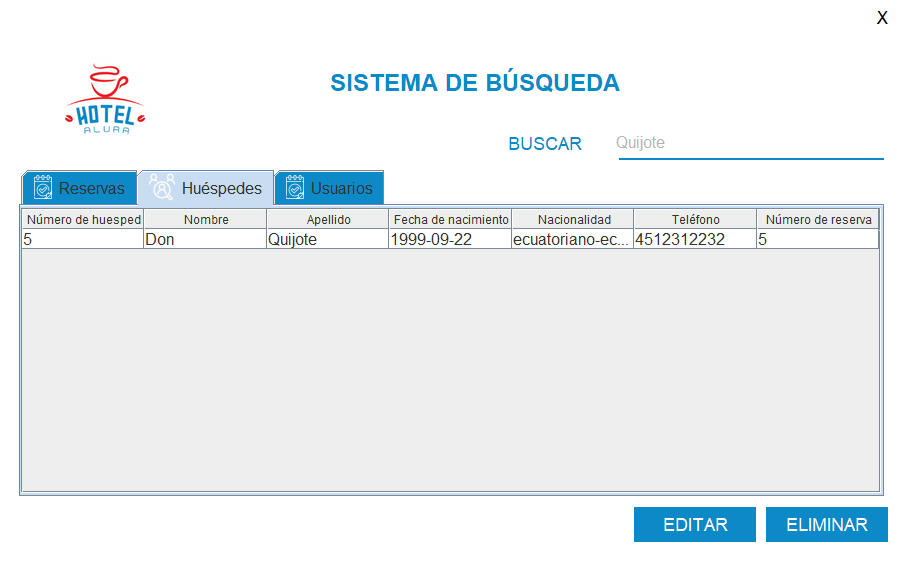 X
SISTEMA DE BÚSQUEDA
HOTEL
ALURA
BUSCAR Quijote
Reservas Huéspedes Usuarios
Número de huesped Nombre Apellido Fecha de nacimiento Nacionalidad Teléfono Número de reserva
5 Don Quijote 1999-09-22 ecuatoriano-ec... 4512312232 5
EDITAR ELIMINAR